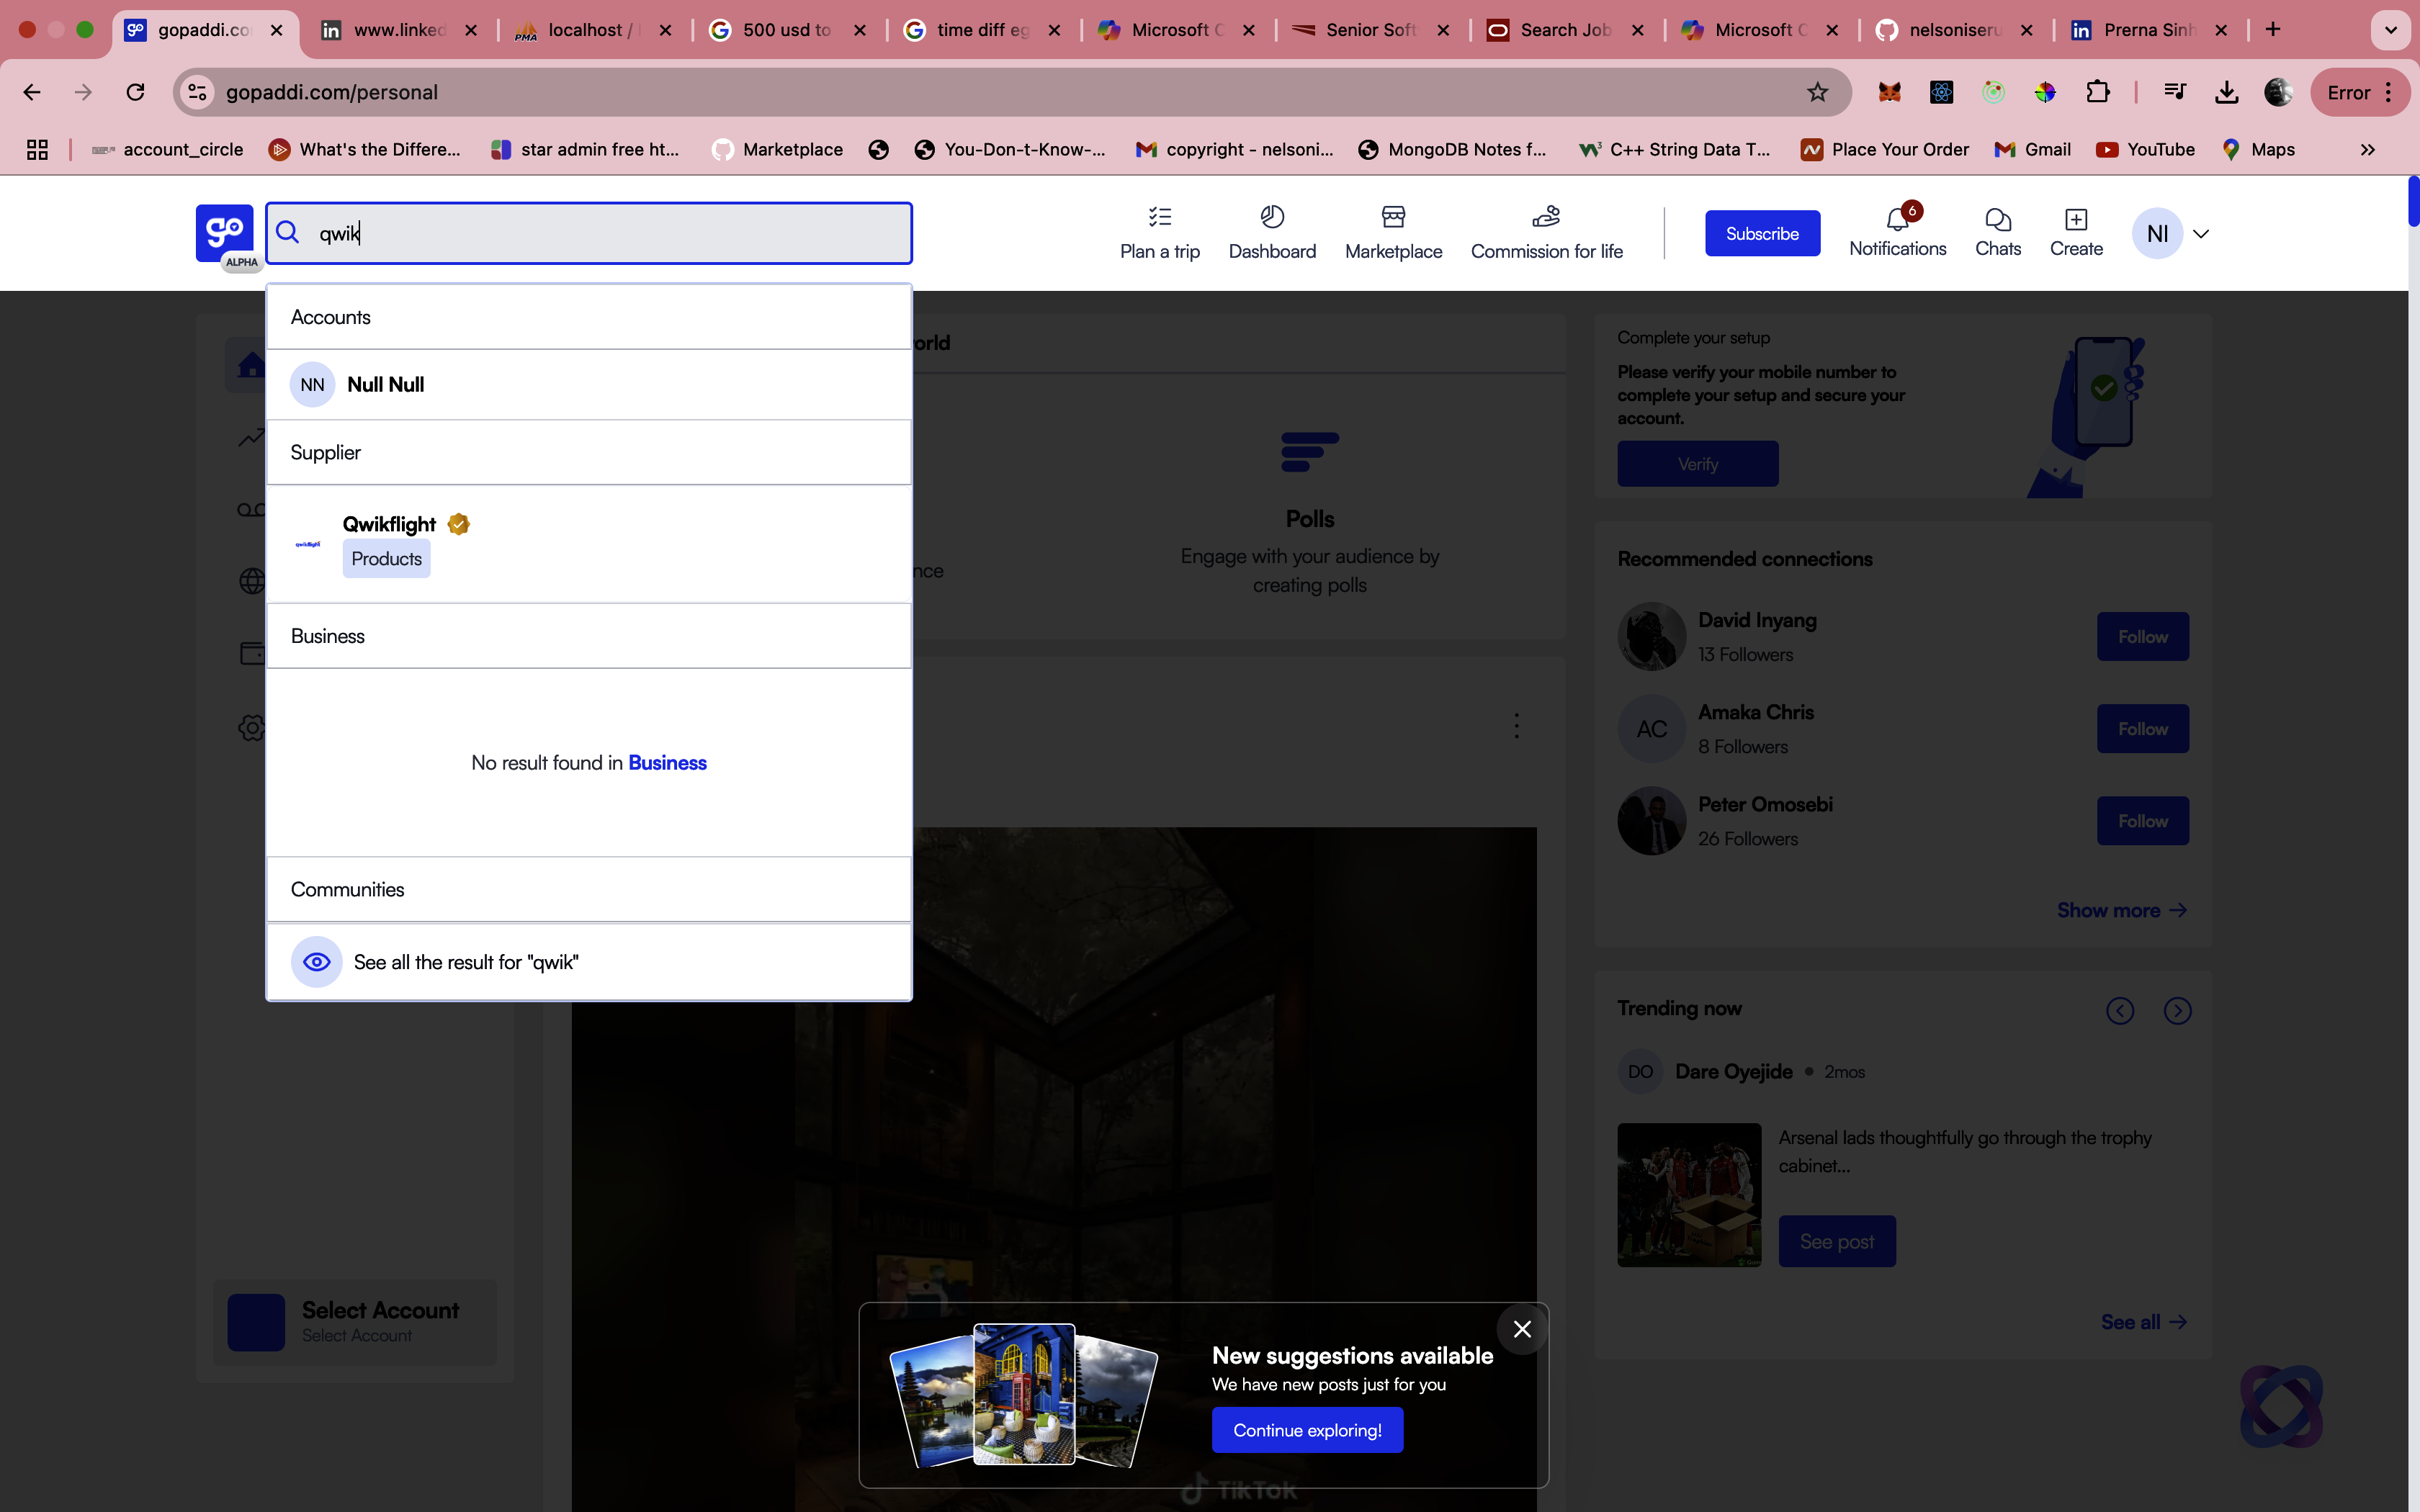 gopaddi.co
www.linked
localhost /
500 usd to
time diff eg
Microsoft C
Senior Soft
Search Job
Microsoft C
nelsoniseru
Prerna Sinh
gopaddi.com/personal
Error
account_circle
What's the Differe...
star admin free ht...
Marketplace
You-Don-t-Know-...
copyright - nelsoni...
MongoDB Notes f...
C++ String Data T...
Place Your Order
Gmail
YouTube
Maps
go
ALPHA
qwik
Plan a trip
Dashboard
Marketplace
Commission for life
Subscribe
6
Notifications
Chats
Create
NI
Accounts
NN Null Null
Supplier
qwikflight
Qwikflight
Products
Business
No result found in Business
Communities
See all the result for "qwik"
orld
nce
Polls
Engage with your audience by
creating polls
Complete your setup
Please verify your mobile number to
complete your setup and secure your
account.
Verify
Recommended connections
David Inyang
13 Followers
Follow
AC
Amaka Chris
8 Followers
Follow
Peter Omosebi
26 Followers
Follow
Show more
Trending now
DO Dare Oyejide • 2mos
Arsenal lads thoughtfully go through the trophy
cabinet...
See post
See all
Select Account
Select Account
New suggestions available
We have new posts just for you
Continue exploring!
TikTok